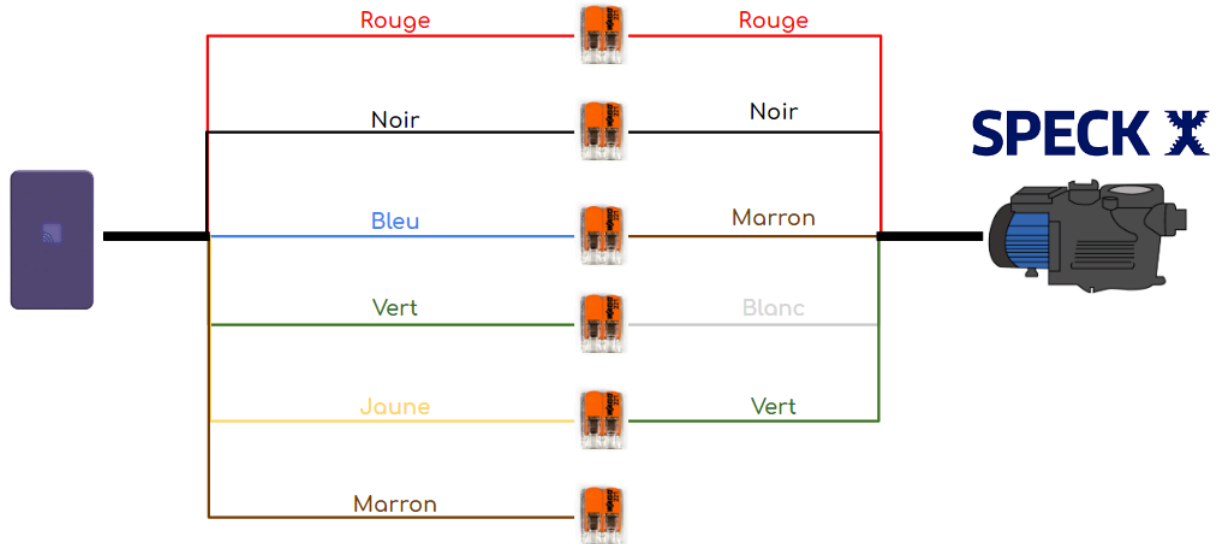 Rouge Rouge
Noir Noir
SPECK
Bleu Marron
Vert Blanc
Jaune Vert
Marron